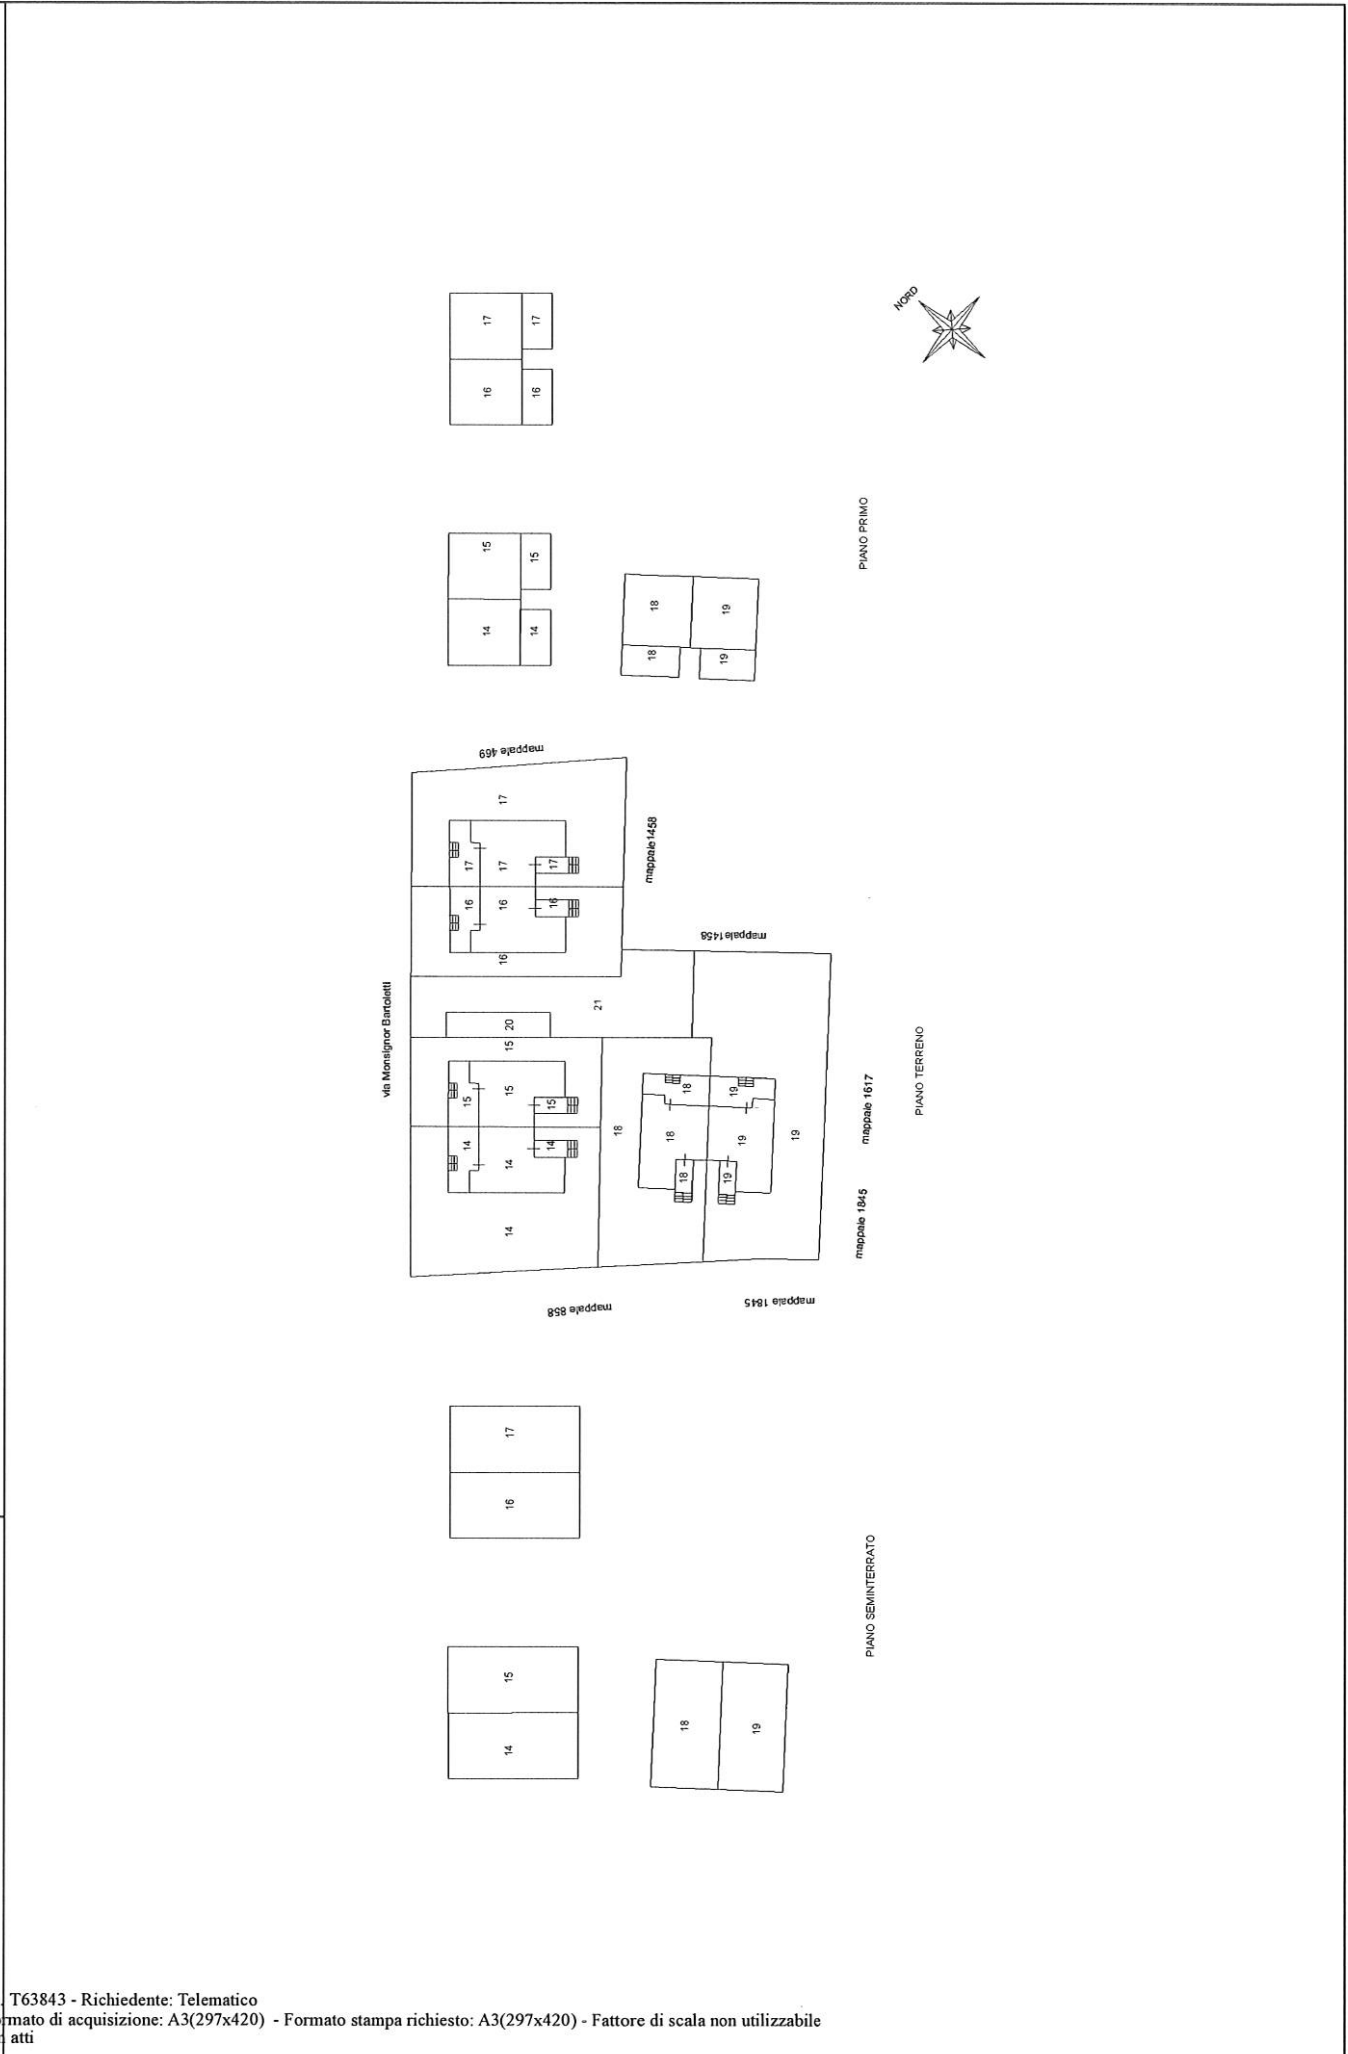 17
17
16
16
NORD
PIANO PRIMO
15
15
14
14
18
19
18
19
mappale 469
17
17
17
17
16
16
16
16
mappale1458
mappale1458
via Monsignor Bartoletti
21
20
15
15
15
15
14
14
14
14
18
18
18
18
19
19
19
19
mappale 1617
PIANO TERRENO
mappale 1845
mappale 858
mappale 1845
17
16
PIANO SEMINTERRATO
15
14
18
19
T63843 - Richiedente: Telematico
rmato di acquisizione: A3(297x420) - Formato stampa richiesto: A3(297x420) - Fattore di scala non utilizzabile
atti